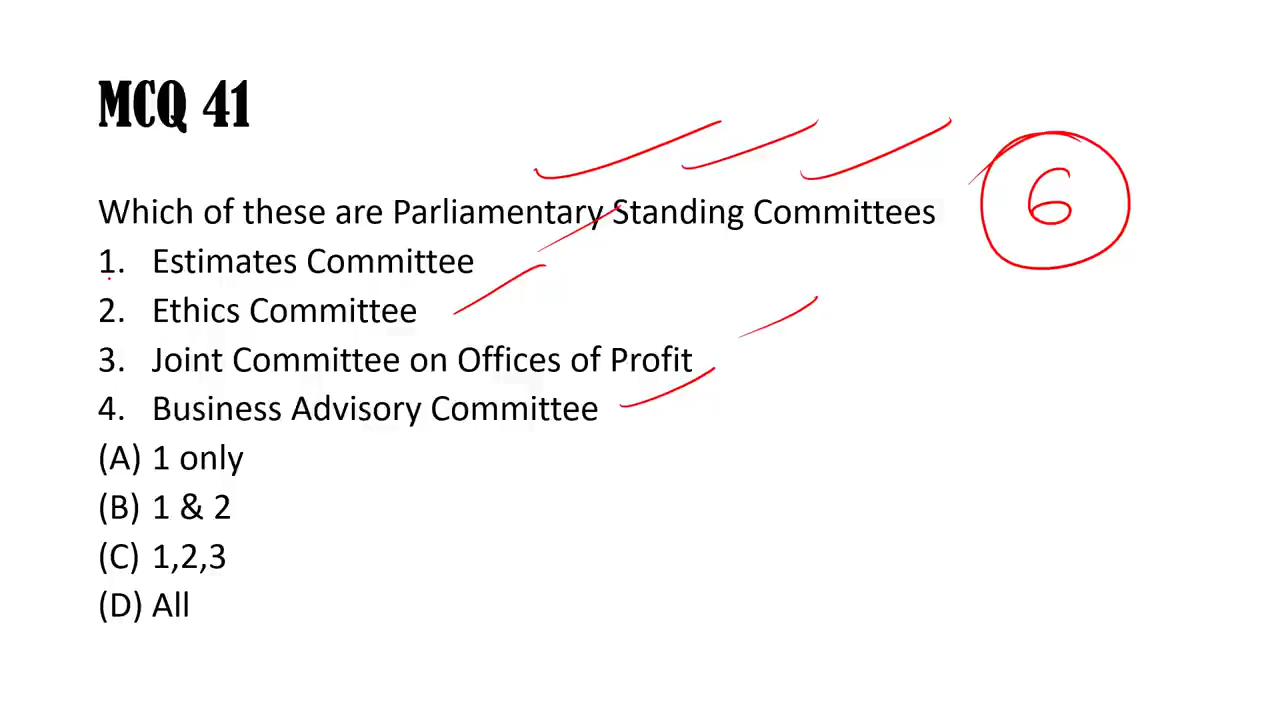 MCQ 41
6
Which of these are Parliamentary Standing Committees
1. Estimates Committee
2. Ethics Committee
3. Joint Committee on Offices of Profit
4. Business Advisory Committee
(A) 1 only
(B) 1 & 2
(C) 1,2,3
(D) All